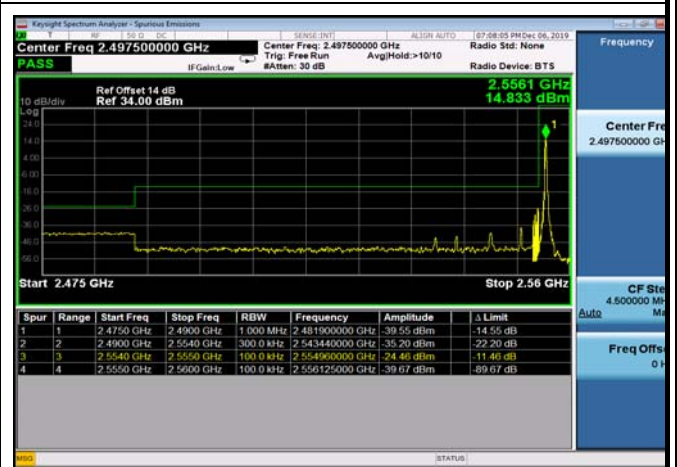 Keysight Spectrum Analyzer - Spurious Emissions
T RF 50 Ω DC SENSE:INT ALIGN AUTO 07:08:05 PM Dec 06, 2019
Center Freq 2.497500000 GHz
Center Freq: 2.497500000 GHz
Radio Std: None
Trig: Free Run
Avg|Hold:>10/10
PASS
IFGain:Low
#Atten: 30 dB
Radio Device: BTS
Frequency
Ref Offset 14 dB
Ref 34.00 dBm
2.5561 GHz
14.833 dBm
10 dB/div
Log
24.0
14.0
4.00
-6.00
-16.0
-26.0
-36.0
-46.0
-56.0
1
Start 2.475 GHz
Stop 2.56 GHz
Center Fre
2.497500000 GH
CF Ste
4.500000 MH
Auto Ma
Freq Offs
0 H
Spur Range Start Freq Stop Freq RBW Frequency Amplitude Δ Limit
1 1 2.4750 GHz 2.4900 GHz 1.000 MHz 2.481900000 GHz -39.55 dBm -14.55 dB
2 2 2.4900 GHz 2.5540 GHz 300.0 kHz 2.543440000 GHz -35.20 dBm -22.20 dB
3 3 2.5540 GHz 2.5550 GHz 100.0 kHz 2.554960000 GHz -24.46 dBm -11.46 dB
4 4 2.5550 GHz 2.5600 GHz 100.0 kHz 2.556125000 GHz -39.67 dBm -89.67 dB
MSG
STATUS